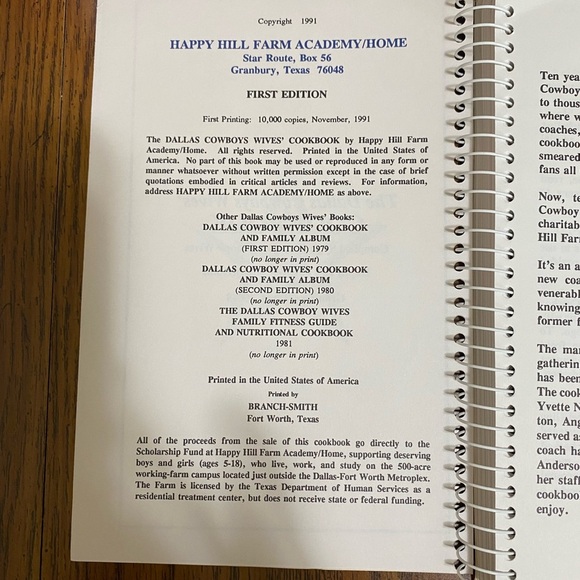 Copyright 1991
HAPPY HILL FARM ACADEMY/HOME
Star Route, Box 56
Granbury, Texas 76048
FIRST EDITION
First Printing: 10,000 copies, November, 1991
The DALLAS COWBOYS WIVES' COOKBOOK by Happy Hill Farm
Academy/Home. All rights reserved. Printed in the United States of
America. No part of this book may be used or reproduced in any form or
manner whatsoever without written permission except in the case of brief
quotations embodied in critical articles and reviews. For information,
address HAPPY HILL FARM ACADEMY/HOME as above.
Other Dallas Cowboys Wives' Books:
DALLAS COWBOY WIVES' COOKBOOK
AND FAMILY ALBUM
(FIRST EDITION) 1979
(no longer in print)
DALLAS COWBOY WIVES' COOKBOOK
AND FAMILY ALBUM
(SECOND EDITION) 1980
(no longer in print)
THE DALLAS COWBOY WIVES
FAMILY FITNESS GUIDE
AND NUTRITIONAL COOKBOOK
1981
(no longer in print)
Printed in the United States of America
Printed by
BRANCH-SMITH
Fort Worth, Texas
All of the proceeds from the sale of this cookbook go directly to the
Scholarship Fund at Happy Hill Farm Academy/Home, supporting deserving
boys and girls (ages 5-18), who live, work, and study on the 500-acre
working-farm campus located just outside the Dallas-Fort Worth Metroplex.
The Farm is licensed by the Texas Department of Human Services as a
residential treatment center, but does not receive state or federal funding.
Ten yea
Cowboy
to thous
where w
coaches,
cookboo
smeared
fans all
Now, te
Cowboy
charitab
Hill Far
It's an a
new coa
venerabl
knowing
former f
The mar
gatherin
has been
The cook
Yvette N
ton, Ang
served as
coach ha
Anderso
her staff
cookboo
enjoy.